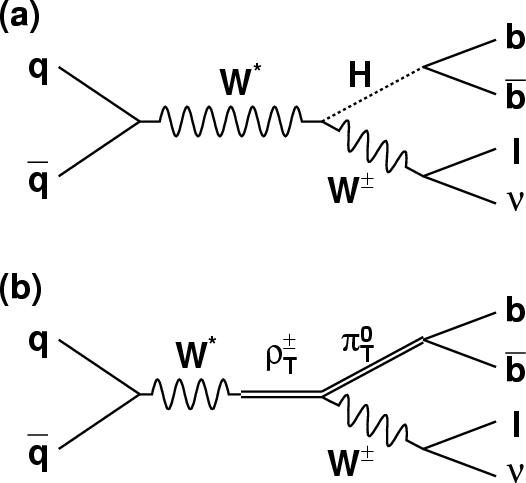 (a)
q
W*
H
b
b̅
q̅
W±
l
ν
(b)
q
W*
ρ±T
π0T
b
b̅
q̅
W±
l
ν